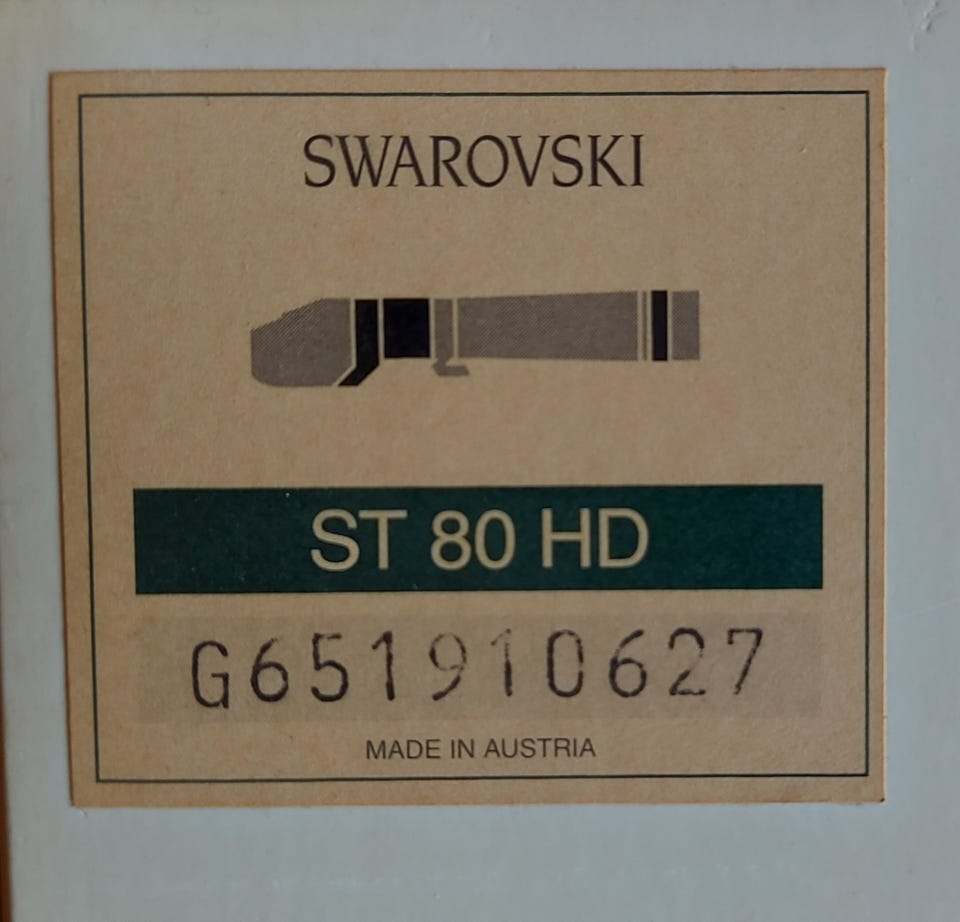 SWAROVSKI
ST 80 HD
G651910627
MADE IN AUSTRIA